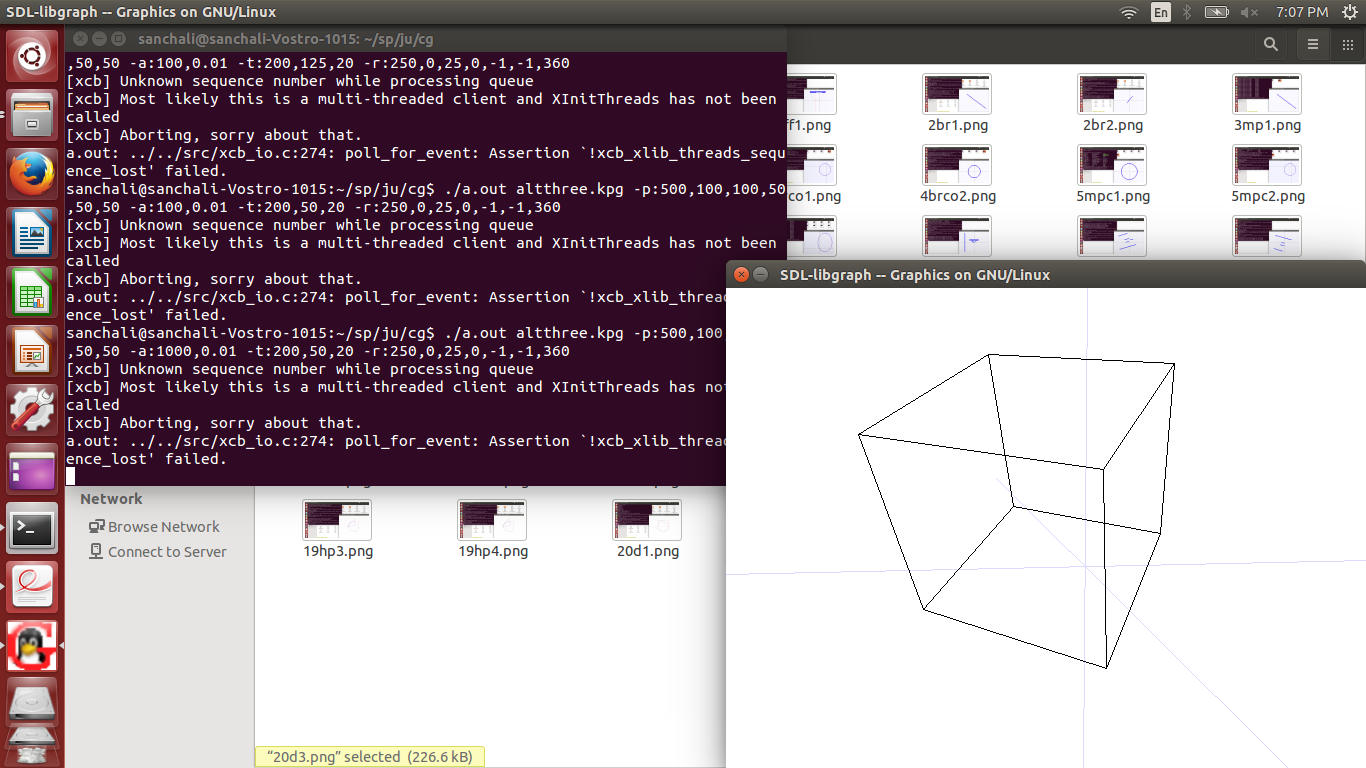 SDL-libgraph -- Graphics on GNU/Linux
En
7:07 PM
sanchali@sanchali-Vostro-1015: ~/sp/ju/cg
,50,50 -a:100,0.01 -t:200,125,20 -r:250,0,25,0,-1,-1,360
[xcb] Unknown sequence number while processing queue
[xcb] Most likely this is a multi-threaded client and XInitThreads has not been
called
[xcb] Aborting, sorry about that.
a.out: ../../src/xcb_io.c:274: poll_for_event: Assertion `!xcb_xlib_threads_sequ
ence_lost' failed.
sanchali@sanchali-Vostro-1015:~/sp/ju/cg$ ./a.out altthree.kpg -p:500,100,100,50
,50,50 -a:100,0.01 -t:200,50,20 -r:250,0,25,0,-1,-1,360
[xcb] Unknown sequence number while processing queue
[xcb] Most likely this is a multi-threaded client and XInitThreads has not been
called
[xcb] Aborting, sorry about that.
a.out: ../../src/xcb_io.c:274: poll_for_event: Assertion `!xcb_xlib_threa
ence_lost' failed.
sanchali@sanchali-Vostro-1015:~/sp/ju/cg$ ./a.out altthree.kpg -p:500,100
,50,50 -a:1000,0.01 -t:200,50,20 -r:250,0,25,0,-1,-1,360
[xcb] Unknown sequence number while processing queue
[xcb] Most likely this is a multi-threaded client and XInitThreads has not
called
[xcb] Aborting, sorry about that.
a.out: ../../src/xcb_io.c:274: poll_for_event: Assertion `!xcb_xlib_threa
ence_lost' failed.
ff1.png
2br1.png
2br2.png
3mp1.png
co1.png
4brco2.png
5mpc1.png
5mpc2.png
SDL-libgraph -- Graphics on GNU/Linux
Network
Browse Network
Connect to Server
19hp3.png
19hp4.png
20d1.png
“20d3.png” selected (226.6 kB)